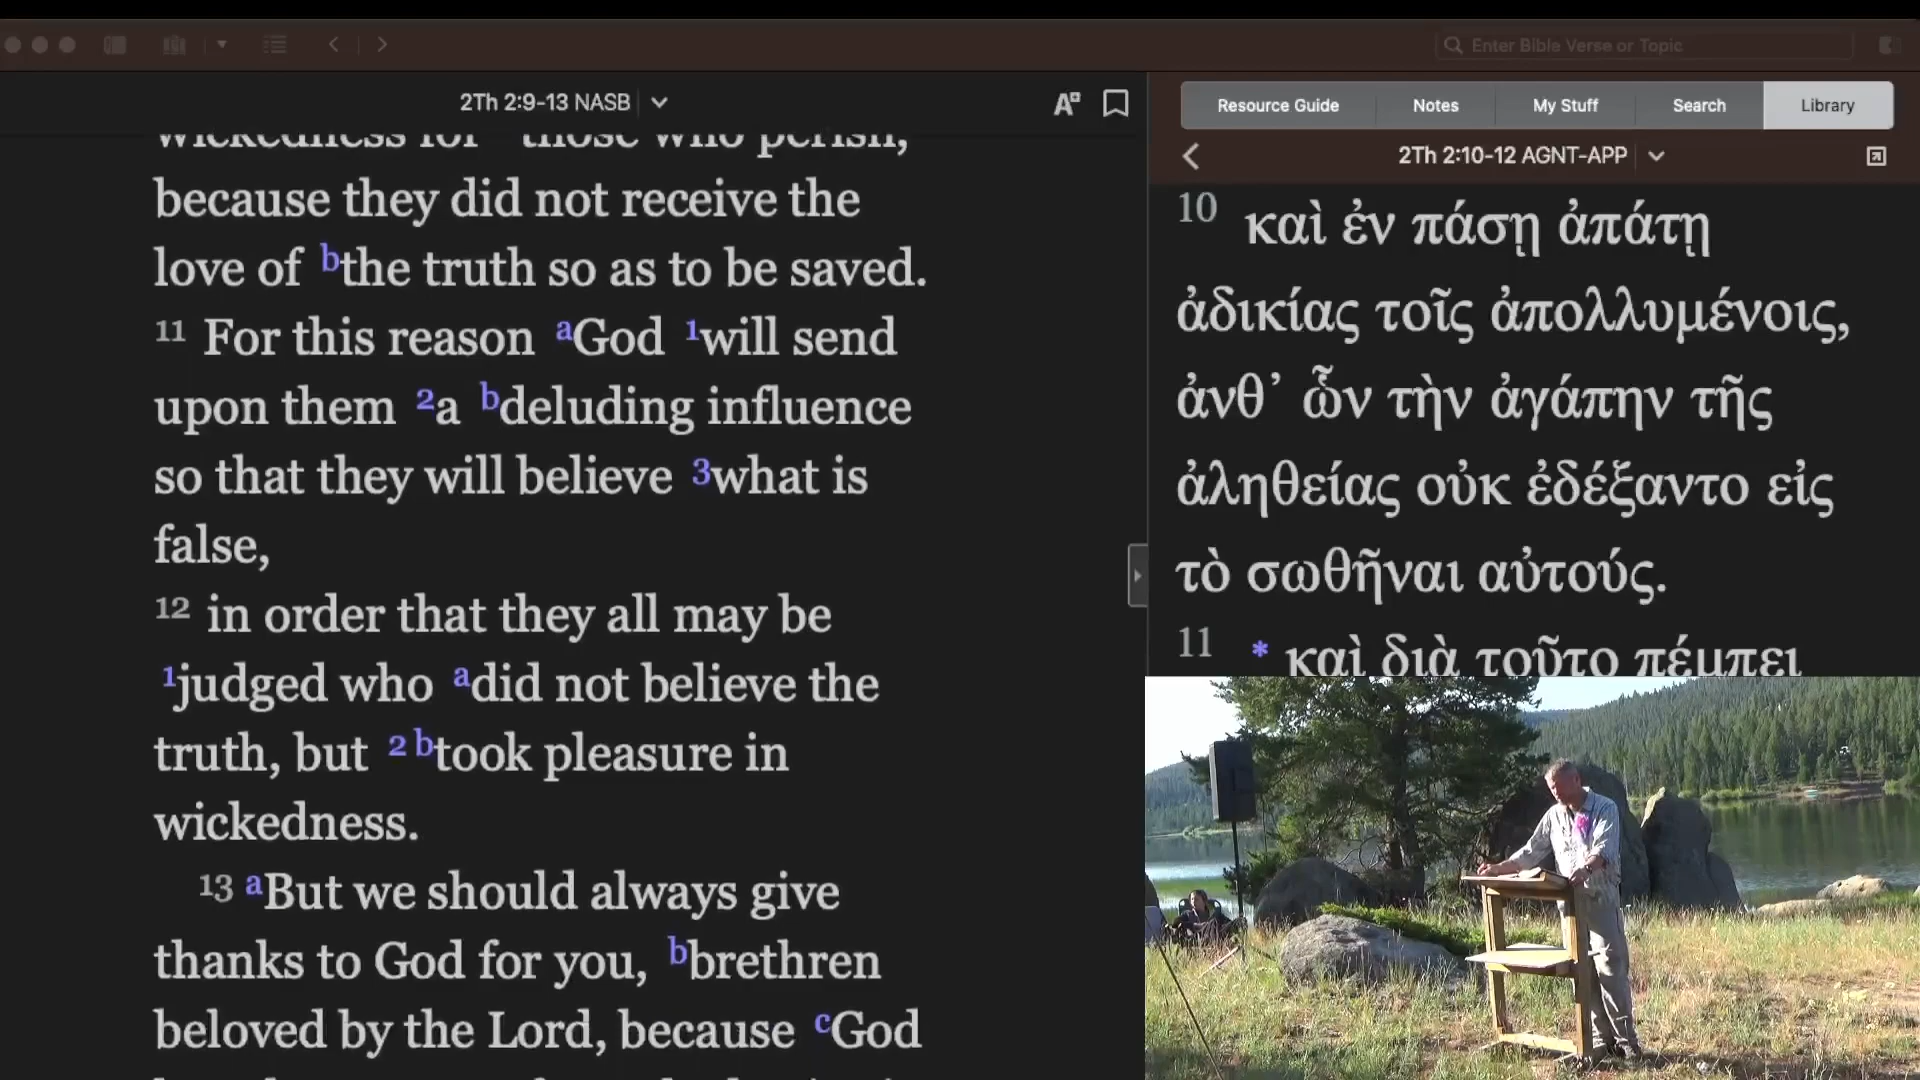 Enter Bible Verse or Topic
2Th 2:9-13 NASB
A
wickedness for those who perish,
because they did not receive the
love of bthe truth so as to be saved.
11 For this reason aGod 1will send
upon them 2a bdeluding influence
so that they will believe 3what is
false,
12 in order that they all may be
1judged who adid not believe the
truth, but 2 btook pleasure in
wickedness.
13 aBut we should always give
thanks to God for you, bbrethren
beloved by the Lord, because cGod
Resource Guide Notes My Stuff Search Library
2Th 2:10-12 AGNT-APP
10 καὶ ἐν πάσῃ ἀπάτῃ
ἀδικίας τοῖς ἀπολλυμένοις,
ἀνθ’ ὧν τὴν ἀγάπην τῆς
ἀληθείας οὐκ ἐδέξαντο εἰς
τὸ σωθῆναι αὐτούς.
11 * καὶ διὰ τοῦτο πέμπει